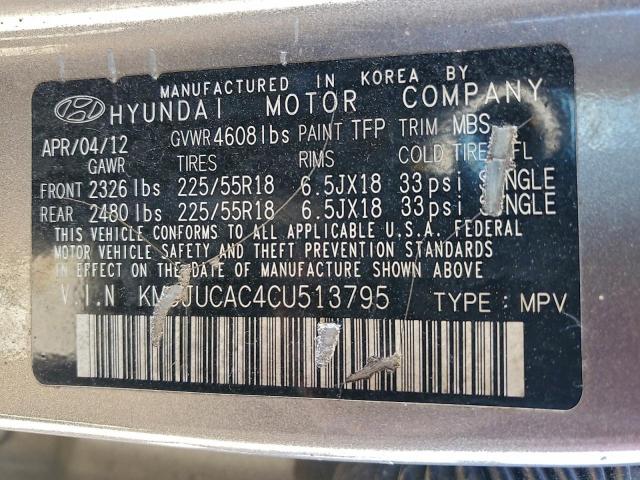 MANUFACTURED IN KOREA BY
HYUNDAI MOTOR COMPANY
APR/04/12 GVWR 4608 lbs PAINT TFP TRIM MBS
GAWR TIRES RIMS COLD
FRONT 2326 lbs 225/55R18 6.5JX18 33 psi
REAR 2480 lbs 225/55R18 6.5JX18 33 psi SINGLE
THIS VEHICLE CONFORMS TO ALL APPLICABLE U.S.A. FEDERAL
MOTOR VEHICLE SAFETY AND THEFT PREVENTION STANDARDS
IN EFFECT ON THE DATE OF MANUFACTURE SHOWN ABOVE.
V.I.N TYPE : MPV